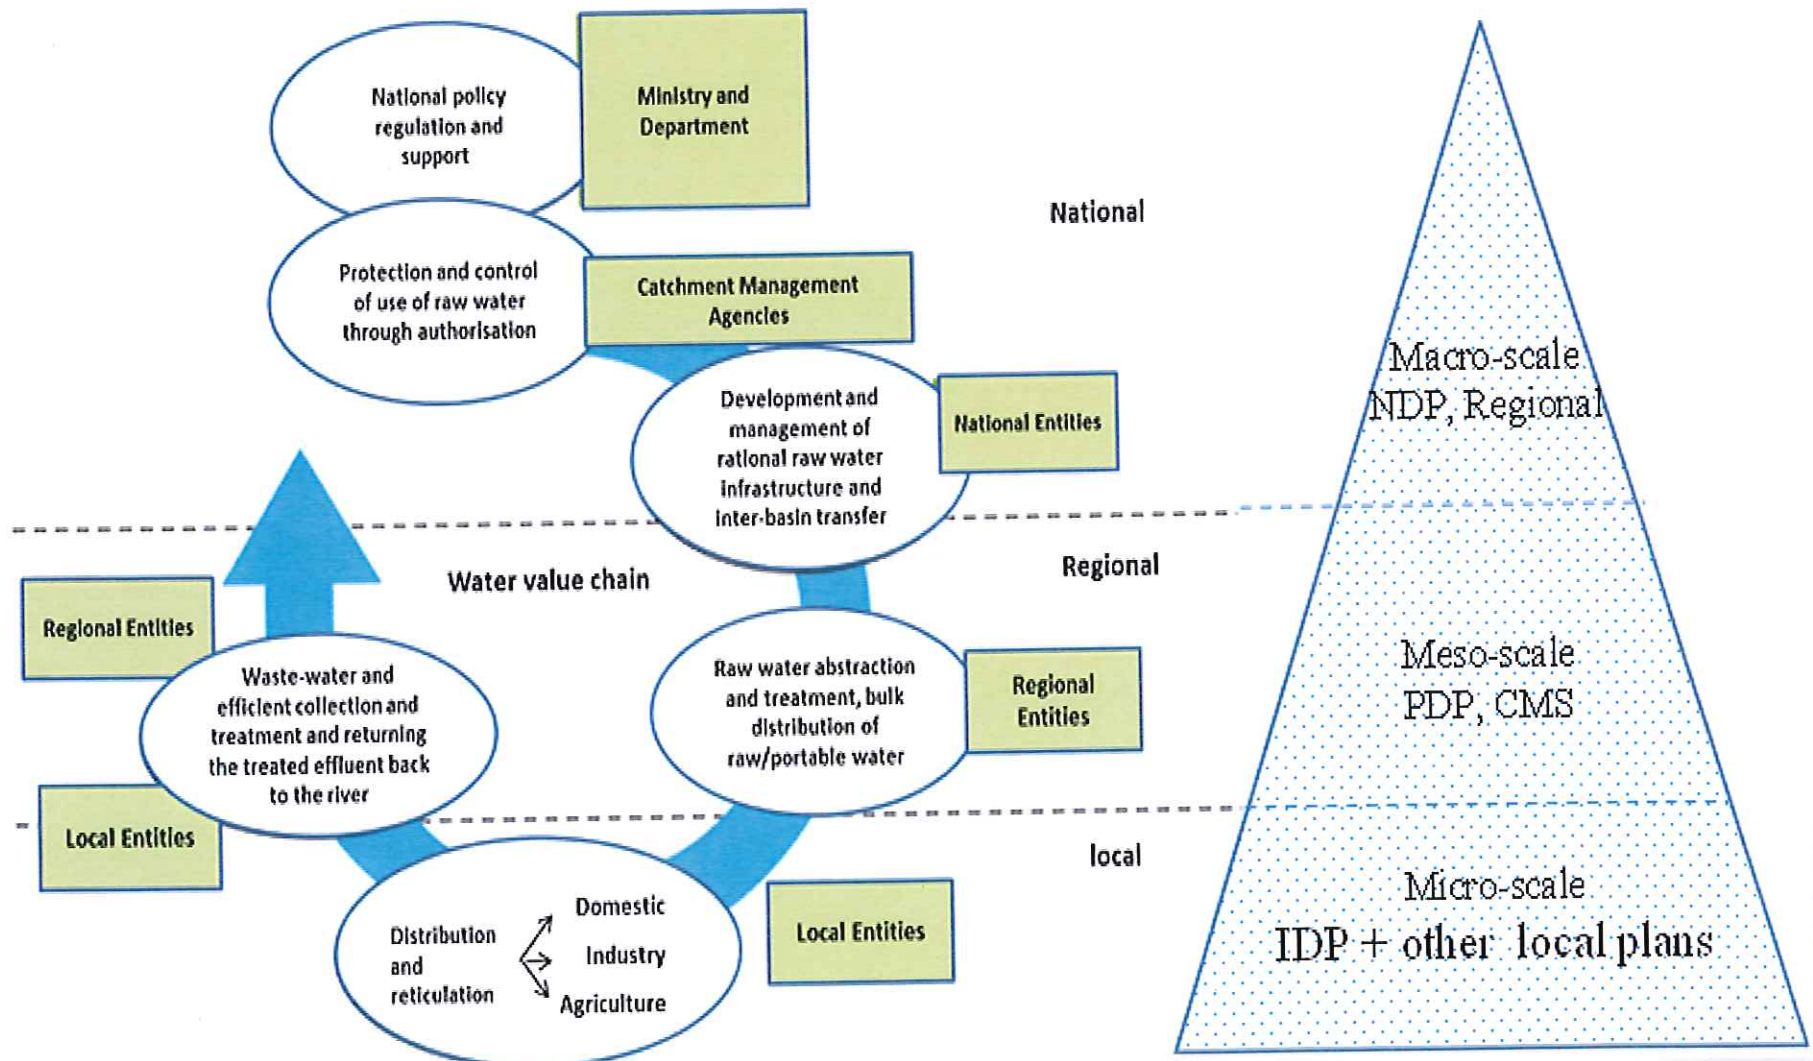 National policy
regulation and
support
Ministry and
Department
National
Protection and control
of use of raw water
through authorisation
Catchment Management
Agencies
Development and
management of
rational raw water
infrastructure and
inter-basin transfer
National Entities
Water value chain
Regional
Regional Entities
Waste-water and
efficient collection and
treatment and returning
the treated effluent back
to the river
Raw water abstraction
and treatment, bulk
distribution of
raw/portable water
Regional
Entities
Local Entities
local
Distribution
and
reticulation
Domestic
Industry
Agriculture
Local Entities
Macro-scale
NDP, Regional
Meso-scale
PDP, CMS
Micro-scale
IDP + other local plans